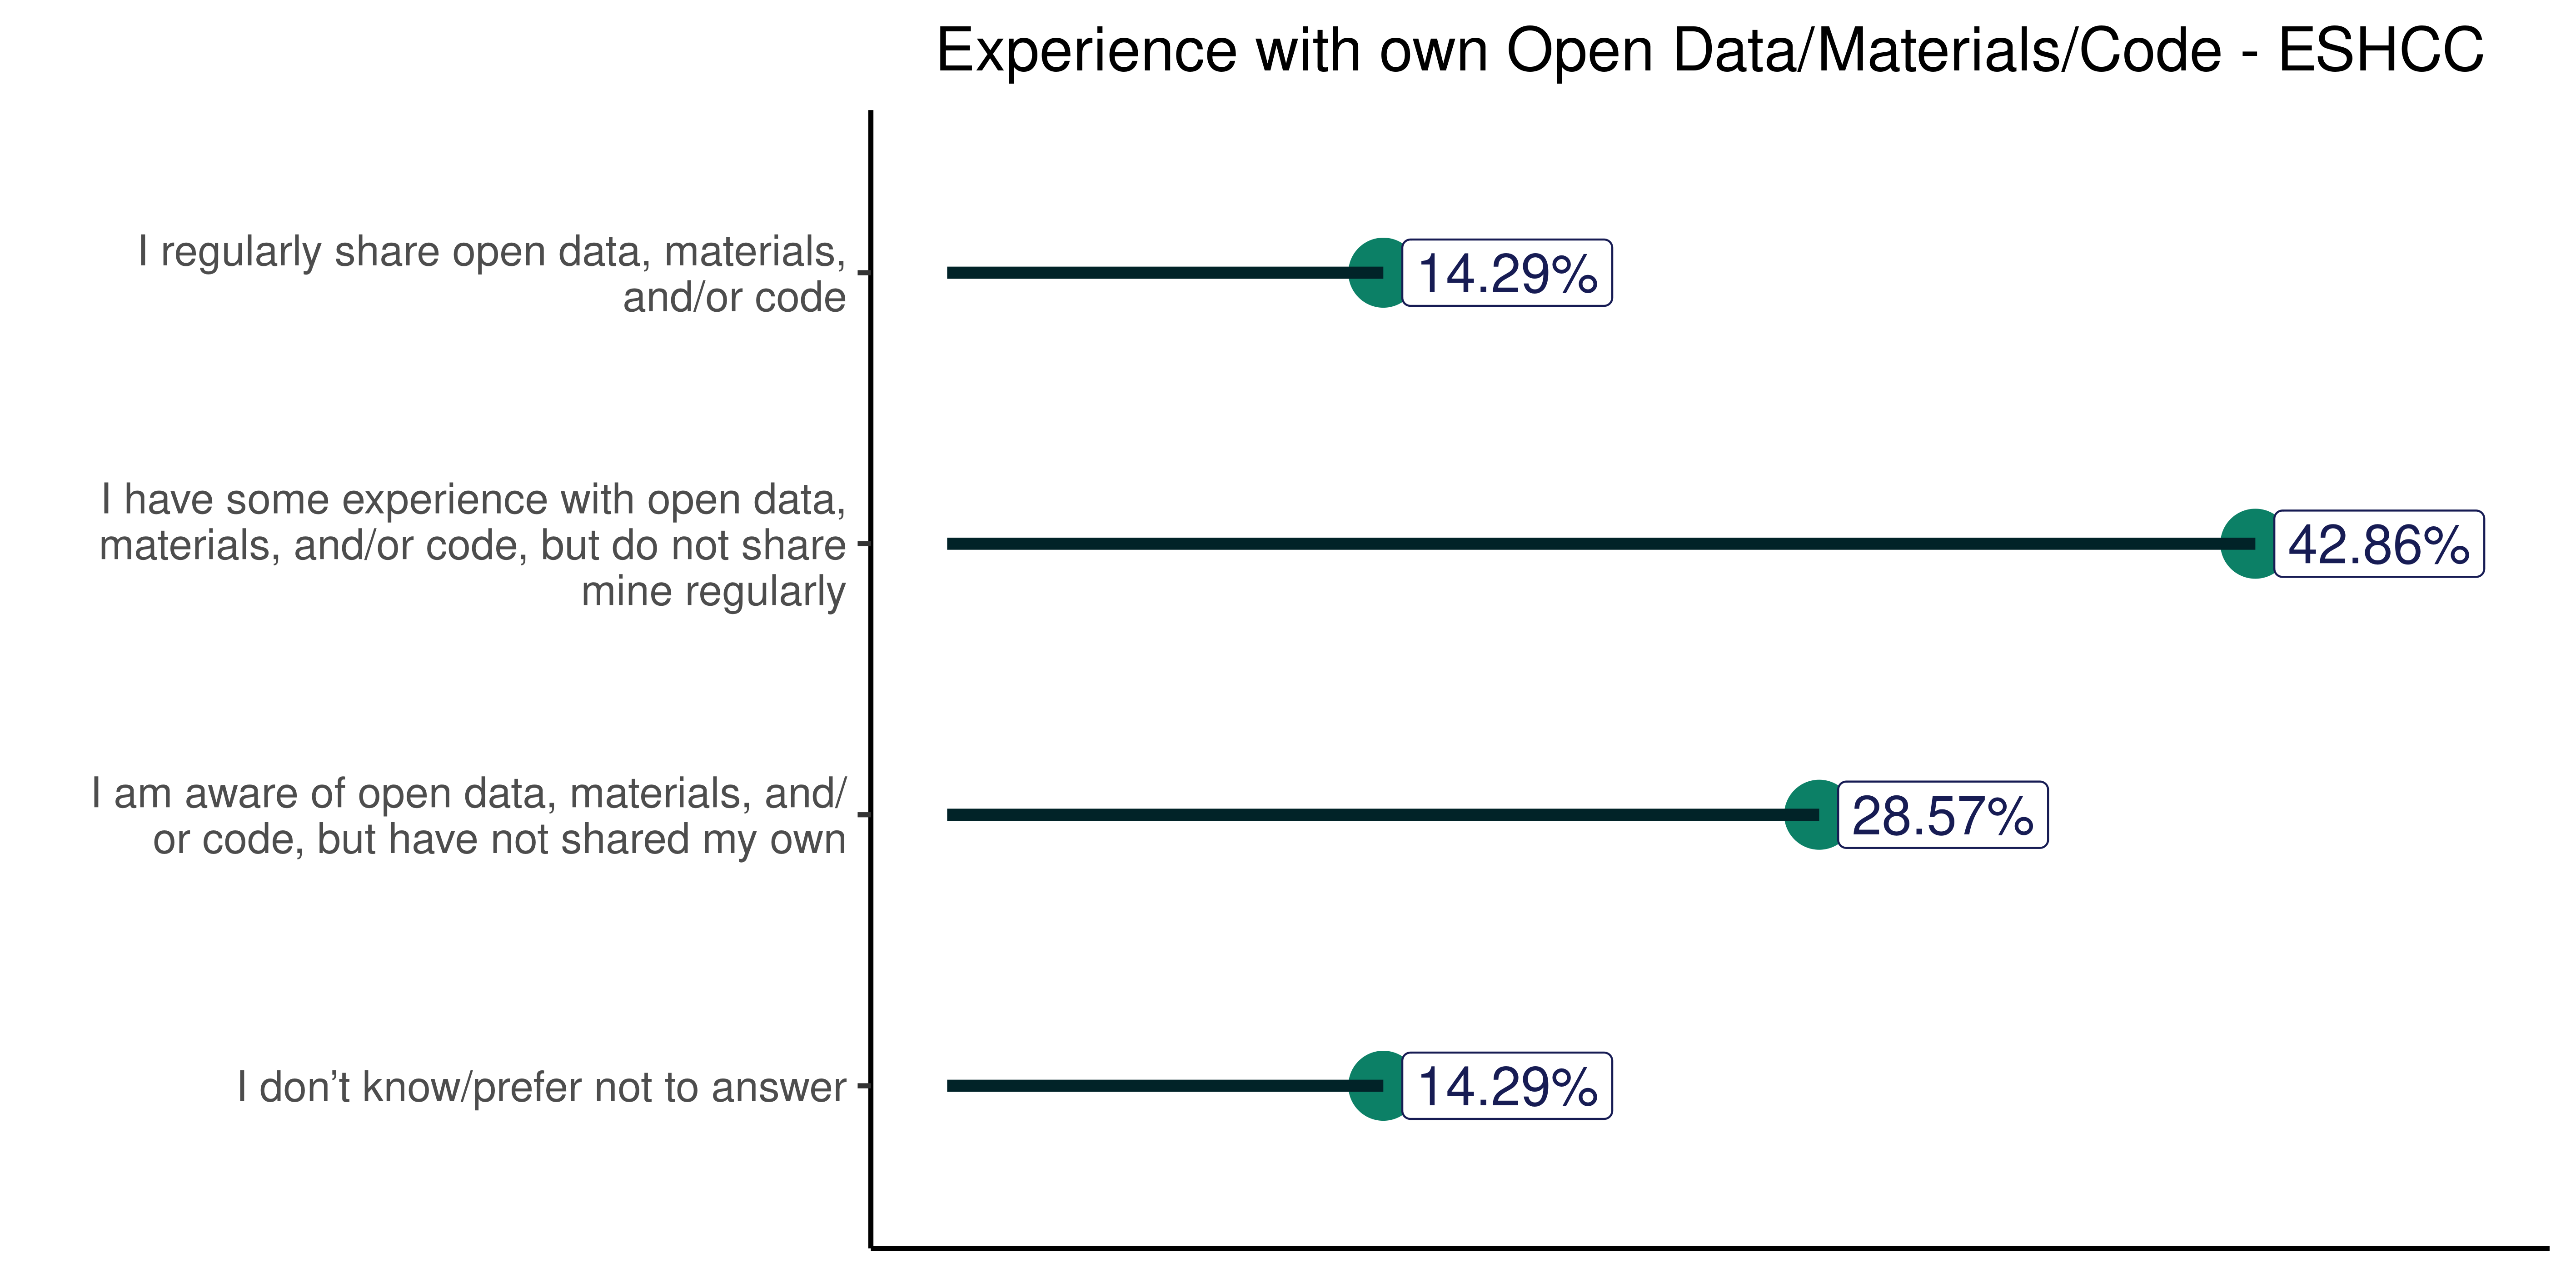 Experience with own Open Data/Materials/Code - ESHCC
I regularly share open data, materials,
and/or code
14.29%
I have some experience with open data,
materials, and/or code, but do not share
mine regularly
42.86%
I am aware of open data, materials, and/
or code, but have not shared my own
28.57%
I don’t know/prefer not to answer
14.29%